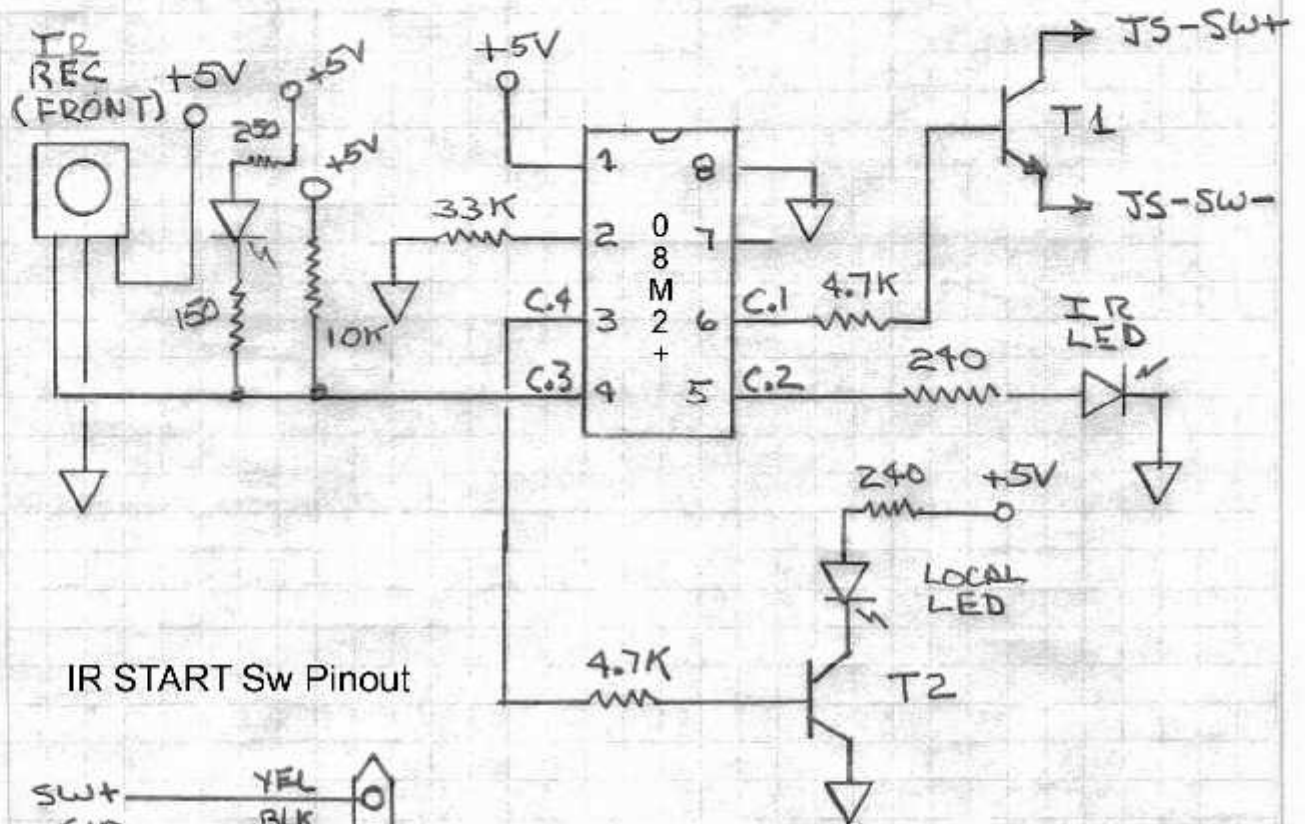 IR
REC
(FRONT)
+5V
+5V
250
+5V
150
10K
+5V
33K
1
2
3
4
8
7
6
5
0
8
M
2
+
C.4
C.3
C.1
C.2
4.7K
T1
JS-SW+
JS-SW-
240
IR
LED
240
+5V
LOCAL
LED
4.7K
T2
IR START Sw Pinout
SW+
YEL
BLK